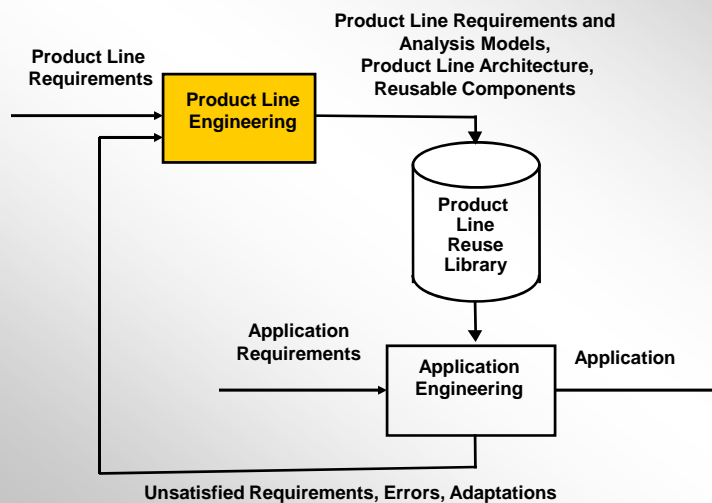 Product Line Requirements and
Analysis Models,
Product Line Architecture,
Reusable Components
Product Line
Requirements
Product Line
Engineering
Product
Line
Reuse
Library
Application
Requirements
Application
Engineering
Application
Unsatisfied Requirements, Errors, Adaptations